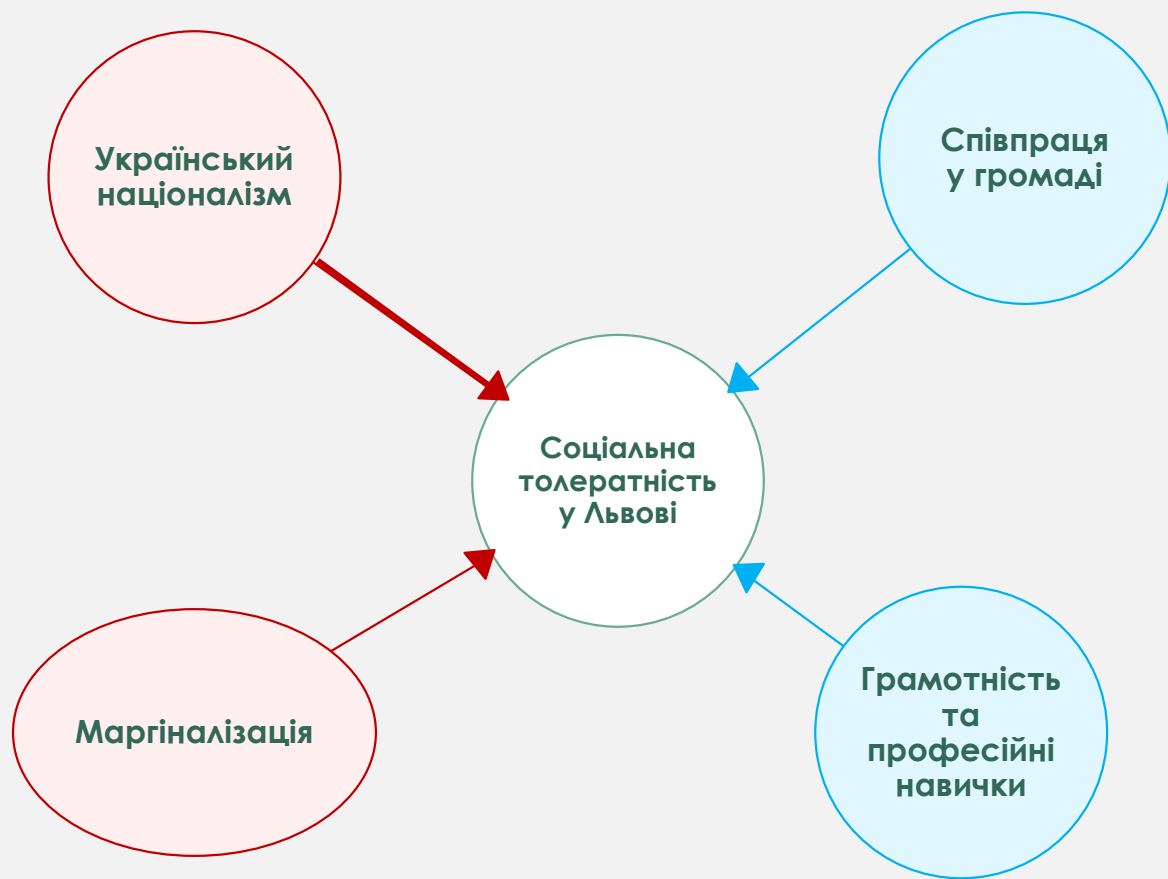 Український
націоналізм
Співпраця
у громаді
Соціальна
толератність
у Львові
Маргіналізація
Грамотність
та
професійні
навички